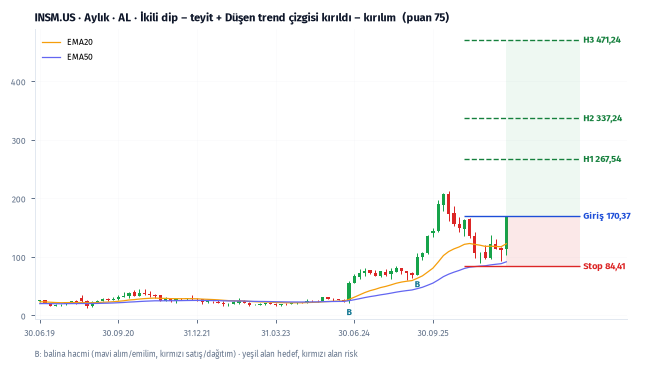 INSM.US · Aylık · AL · İkili dip – teyit + Düşen trend çizgisi kırıldı – kırılım (puan 75)
EMA20
EMA50
H3 471,24
H2 337,24
H1 267,54
Giriş 170,37
Stop 84,41
400
300
200
100
0
B
B
30.06.19
30.09.20
31.12.21
31.03.23
30.06.24
30.09.25
B: balina hacmi (mavi alım/emilim, kırmızı satış/dağıtım) · yeşil alan hedef, kırmızı alan risk